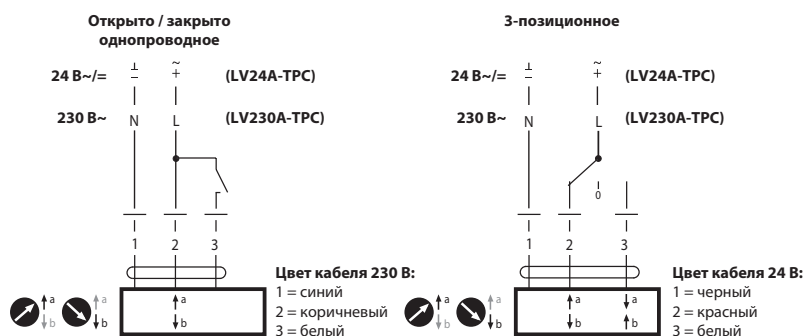 Открыто / закрыто
однопроводное
24 В~/= ⊥ ~ (LV24A-TPC)
− +
230 В~ N L (LV230A-TPC)
1 2 3
Цвет кабеля 230 В:
1 = синий
2 = коричневый
3 = белый
a b a b a b
3-позиционное
24 В~/= ⊥ ~ (LV24A-TPC)
− +
230 В~ N L (LV230A-TPC)
0
1 2 3
Цвет кабеля 24 В:
1 = черный
2 = красный
3 = белый
a b a b a b a b